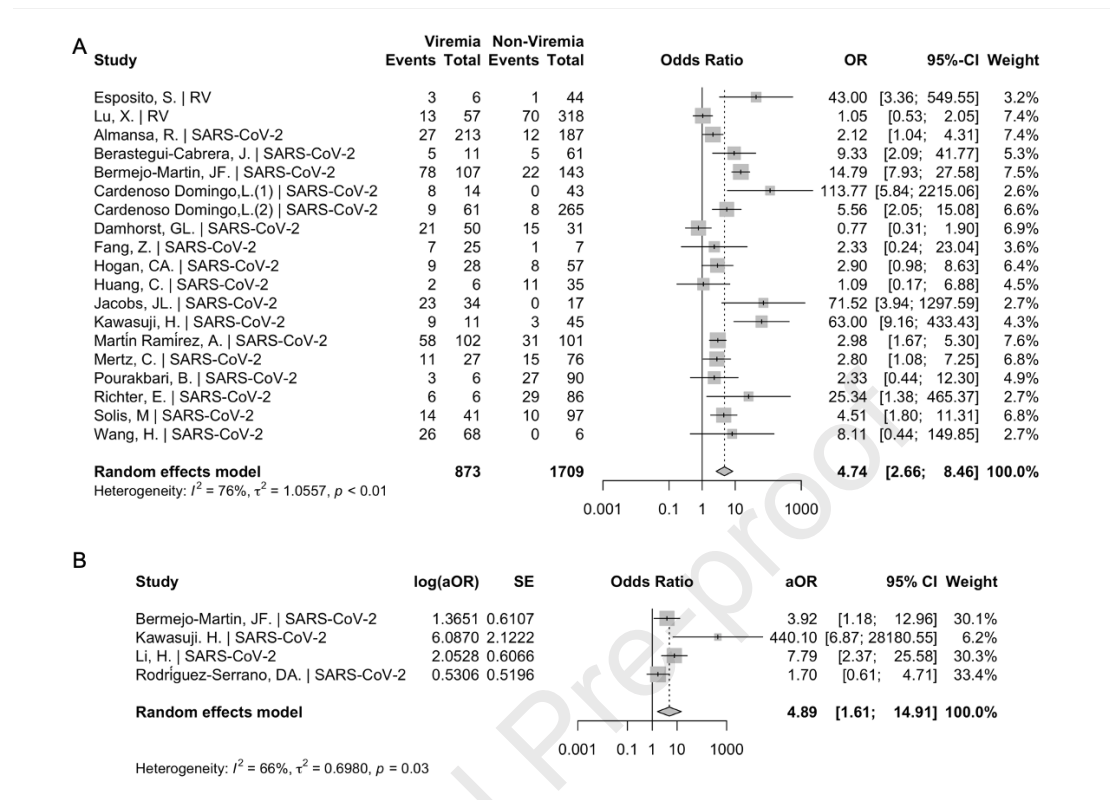 A
Viremia Non-Viremia
Study Events Total Events Total Odds Ratio OR 95%-CI Weight
Esposito, S. | RV 3 6 1 44 43.00 [3.36; 549.55] 3.2%
Lu, X. | RV 13 57 70 318 1.05 [0.53; 2.05] 7.4%
Almansa, R. | SARS-CoV-2 27 213 12 187 2.12 [1.04; 4.31] 7.4%
Berastegui-Cabrera, J. | SARS-CoV-2 5 11 5 61 9.33 [2.09; 41.77] 5.3%
Bermejo-Martin, JF. | SARS-CoV-2 78 107 22 143 14.79 [7.93; 27.58] 7.5%
Cardenoso Domingo,L.(1) | SARS-CoV-2 8 14 0 43 113.77 [5.84; 2215.06] 2.6%
Cardenoso Domingo,L.(2) | SARS-CoV-2 9 61 8 265 5.56 [2.05; 15.08] 6.6%
Damhorst, GL. | SARS-CoV-2 21 50 15 31 0.77 [0.31; 1.90] 6.9%
Fang, Z. | SARS-CoV-2 7 25 1 7 2.33 [0.24; 23.04] 3.6%
Hogan, CA. | SARS-CoV-2 9 28 8 57 2.90 [0.98; 8.63] 6.4%
Huang, C. | SARS-CoV-2 2 6 11 35 1.09 [0.17; 6.88] 4.5%
Jacobs, JL. | SARS-CoV-2 23 34 0 17 71.52 [3.94; 1297.59] 2.7%
Kawasuji, H. | SARS-CoV-2 9 11 3 45 63.00 [9.16; 433.43] 4.3%
Martín Ramírez, A. | SARS-CoV-2 58 102 31 101 2.98 [1.67; 5.30] 7.6%
Mertz, C. | SARS-CoV-2 11 27 15 76 2.80 [1.08; 7.25] 6.8%
Pourakbari, B. | SARS-CoV-2 3 6 27 90 2.33 [0.44; 12.30] 4.9%
Richter, E. | SARS-CoV-2 6 6 29 86 25.34 [1.38; 465.37] 2.7%
Solis, M | SARS-CoV-2 14 41 10 97 4.51 [1.80; 11.31] 6.8%
Wang, H. | SARS-CoV-2 26 68 0 6 8.11 [0.44; 149.85] 2.7%
Random effects model 873 1709 4.74 [2.66; 8.46] 100.0%
Heterogeneity: I² = 76%, τ² = 1.0557, p < 0.01
0.001 0.1 1 10 1000
B
Study log(aOR) SE Odds Ratio aOR 95% CI Weight
Bermejo-Martin, JF. | SARS-CoV-2 1.3651 0.6107 3.92 [1.18; 12.96] 30.1%
Kawasuji. H. | SARS-CoV-2 6.0870 2.1222 440.10 [6.87; 28180.55] 6.2%
Li, H. | SARS-CoV-2 2.0528 0.6066 7.79 [2.37; 25.58] 30.3%
Rodríguez-Serrano, DA. | SARS-CoV-2 0.5306 0.5196 1.70 [0.61; 4.71] 33.4%
Random effects model 4.89 [1.61; 14.91] 100.0%
0.001 0.1 1 10 1000
Heterogeneity: I² = 66%, τ² = 0.6980, p = 0.03
Pre-proof